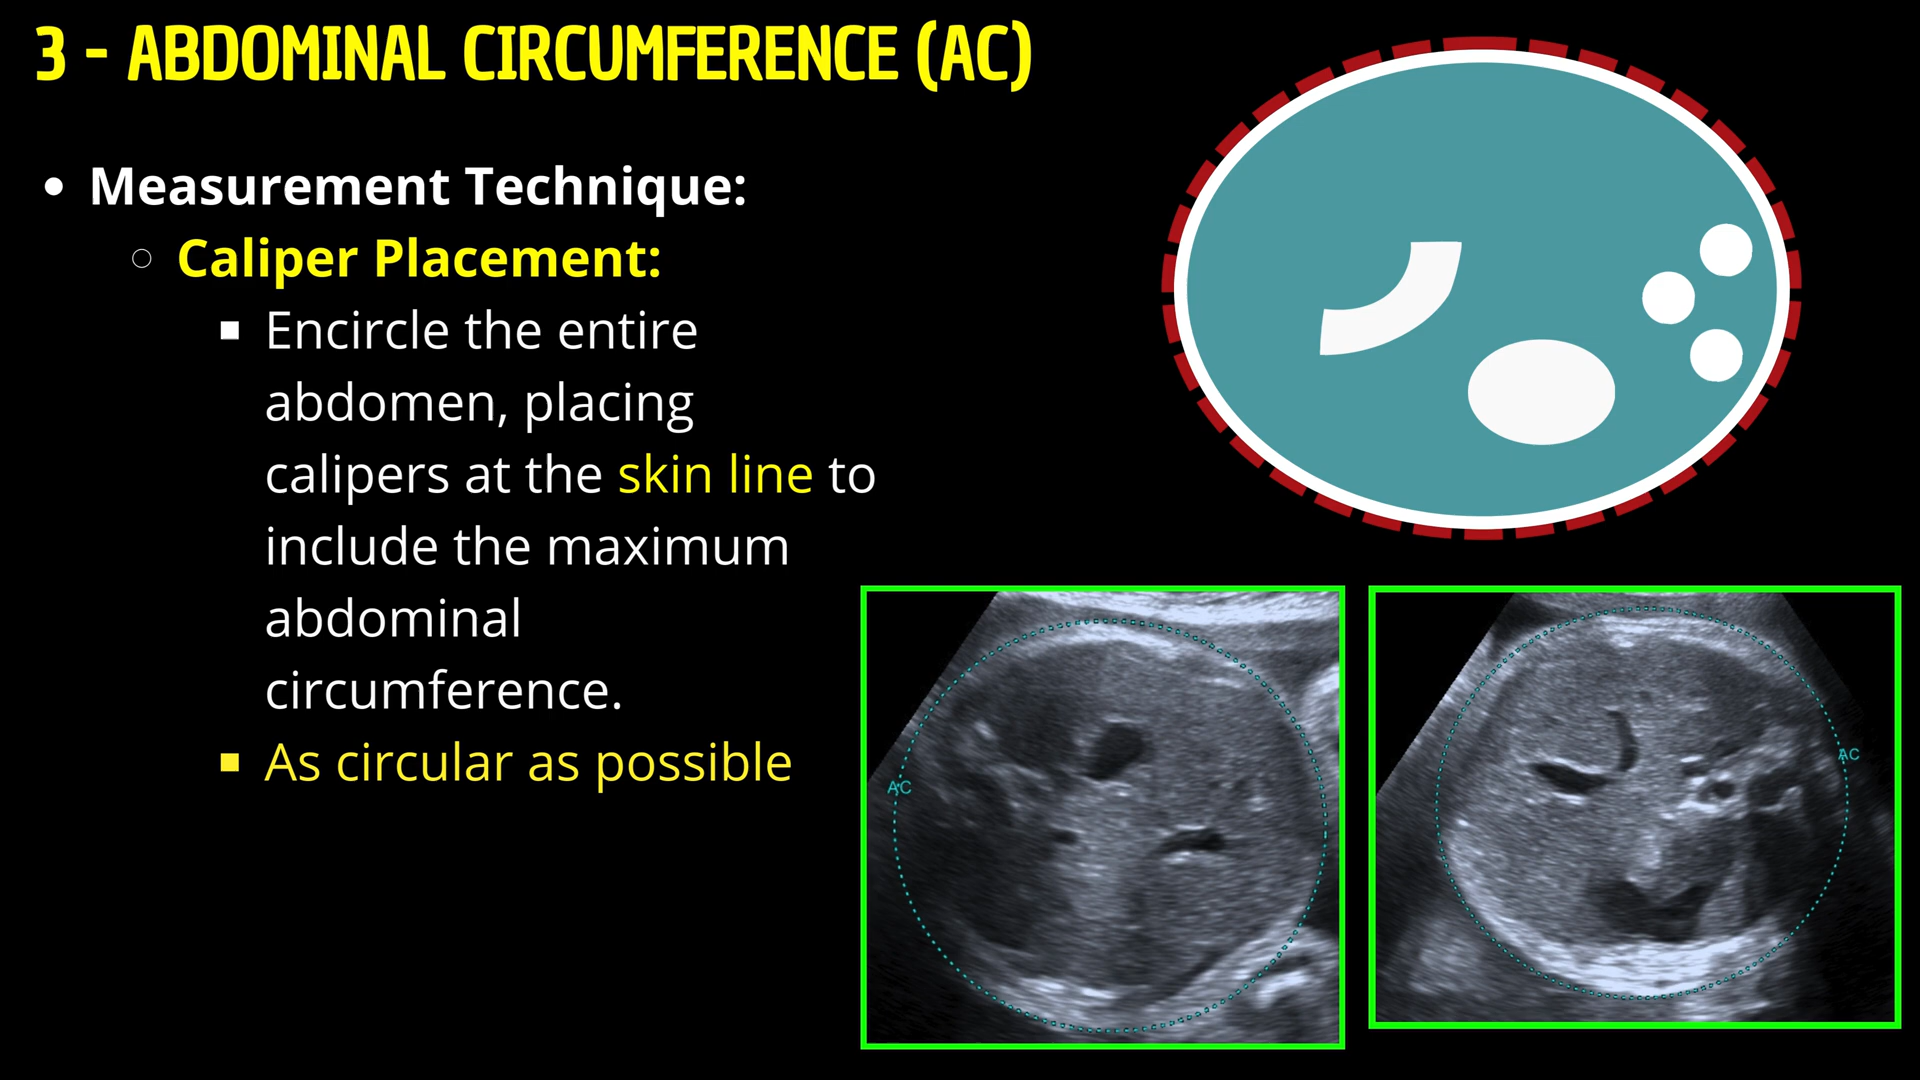 3 - ABDOMINAL CIRCUMFERENCE (AC)
• Measurement Technique:
○ Caliper Placement:
▪ Encircle the entire
abdomen, placing
calipers at the skin line to
include the maximum
abdominal
circumference.
▪ As circular as possible
AC
AC